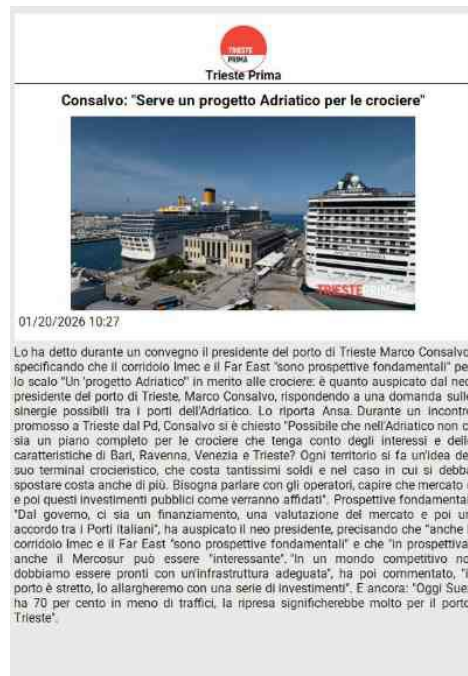 TRIESTE
PRIMA
Trieste Prima
Consalvo: "Serve un progetto Adriatico per le crociere"
TRIESTEPRIMA
01/20/2026 10:27
Lo ha detto durante un convegno il presidente del porto di Trieste Marco Consalvo,
specificando che il corridoio Imec e il Far East "sono prospettive fondamentali" per
lo scalo "Un 'progetto Adriatico'" in merito alle crociere: è quanto auspicato dal neo
presidente del porto di Trieste, Marco Consalvo, rispondendo a una domanda sulle
sinergie possibili tra i porti dell'Adriatico. Lo riporta Ansa. Durante un incontro
promosso a Trieste dal Pd, Consalvo si è chiesto "Possibile che nell'Adriatico non ci
sia un piano completo per le crociere che tenga conto degli interessi e delle
caratteristiche di Bari, Ravenna, Venezia e Trieste? Ogni territorio si fa un'idea del
suo terminal crocieristico, che costa tantissimi soldi e nel caso in cui si debba
spostare costa anche di più. Bisogna parlare con gli operatori, capire che mercato
e poi questi investimenti pubblici come verranno affidati". Prospettive fondamentali
"Dal governo, ci sia un finanziamento, una valutazione del mercato e poi un
accordo tra i Porti italiani", ha auspicato il neo presidente, precisando che "anche il
corridoio Imec e il Far East "sono prospettive fondamentali" e che "in prospettiva,
anche il Mercosur può essere "interessante". "In un mondo competitivo noi
dobbiamo essere pronti con un'infrastruttura adeguata", ha poi commentato, "il
porto è stretto, lo allargheremo con una serie di investimenti". E ancora: "Oggi Suez
ha 70 per cento in meno di traffici, la ripresa significherebbe molto per il porto
Trieste".